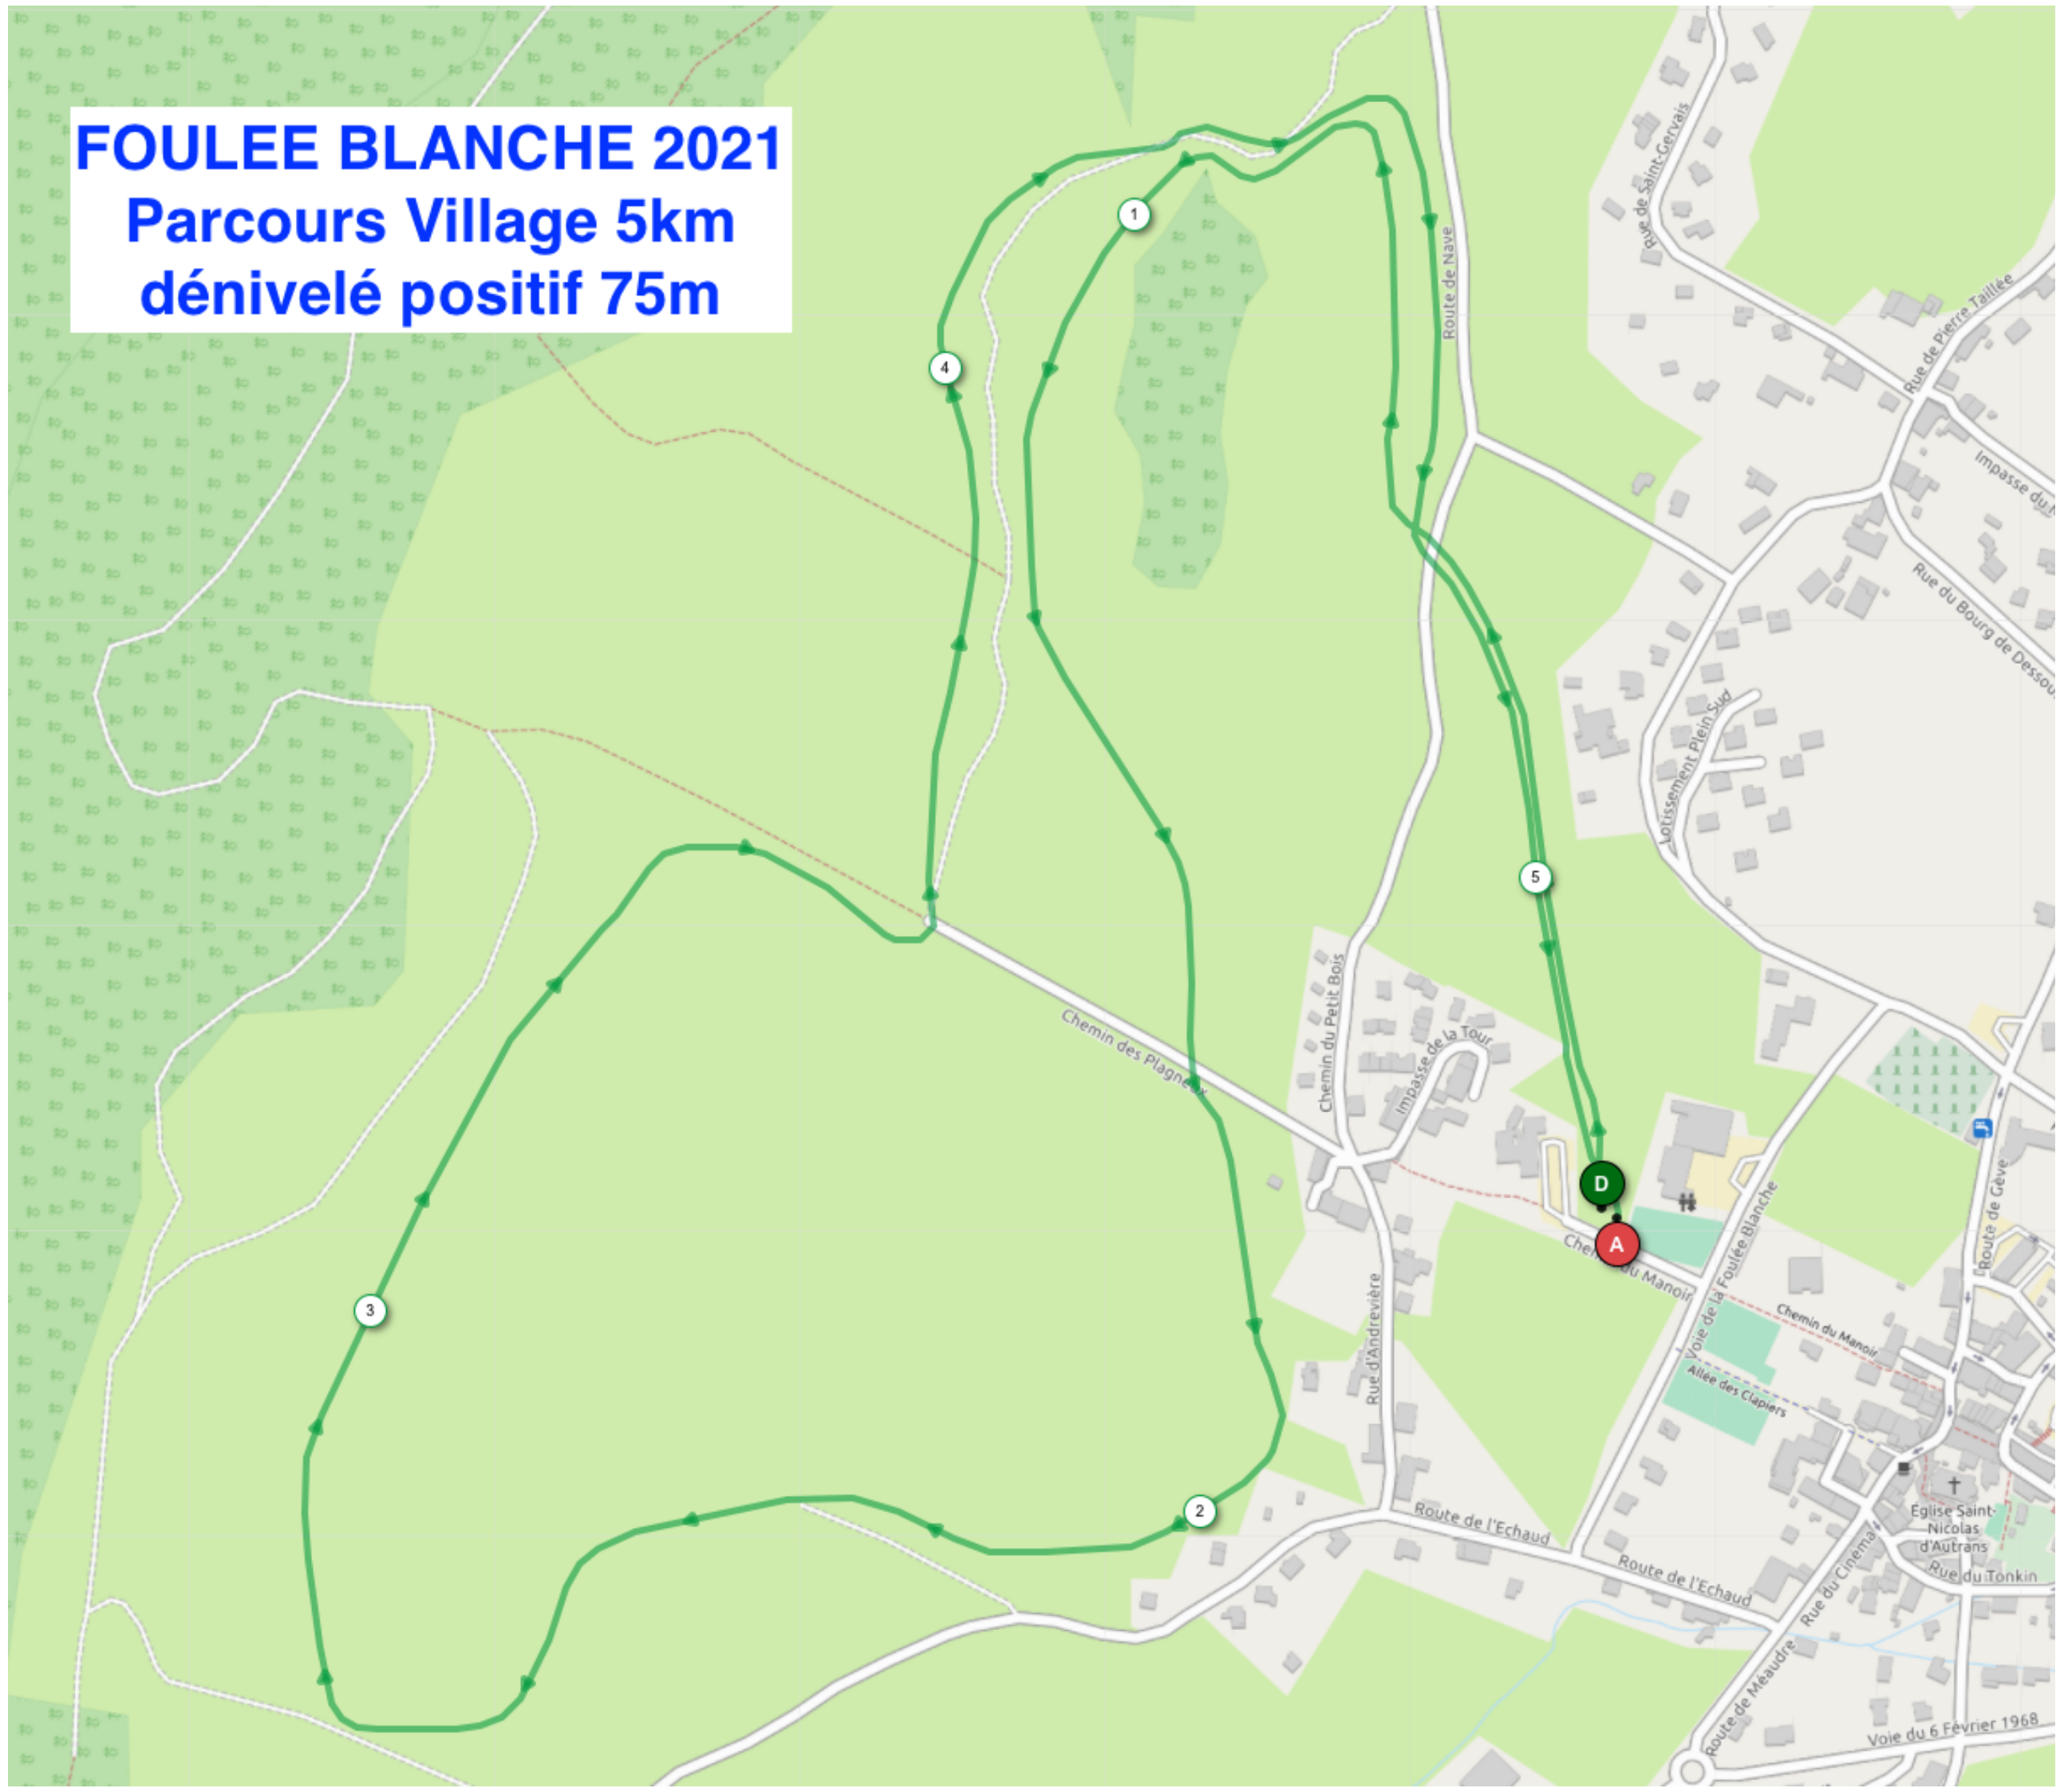 FOULEE BLANCHE 2021
Parcours Village 5km
dénivelé positif 75m
Rue de Saint-Gervais
Route de Nave
Rue de Pierre Taillée
1
4
Impasse du
Rue du Bourg de Dessou
Lotissement Plein Sud
5
Chemin du Petit Bois
Impasse de la Tour
Chemin des Plagneux
D
A
Chemin du Manoir
Voie de la Foulée Blanche
Route de Gève
Chemin du Manoir
Allée des Clapiers
3
Rue d'Andrevière
2
Route de l'Echaud
Église Saint-
Nicolas
d'Autrans
Route de l'Echaud
Rue du Cinéma
Rue du Tonkin
Route de Méaudre
Voie du 6 Février 1968